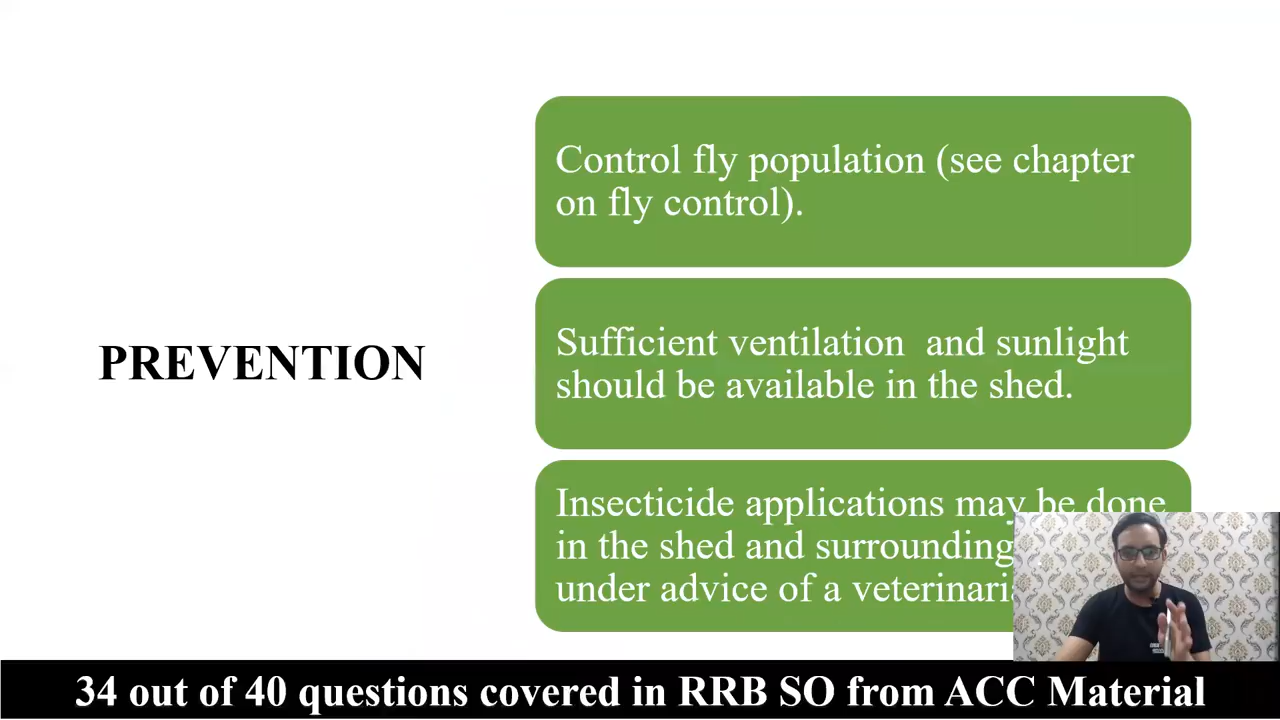 PREVENTION
Control fly population (see chapter
on fly control).
Sufficient ventilation and sunlight
should be available in the shed.
Insecticide applications may be done
in the shed and surrounding
under advice of a
34 out of 40 questions covered in RRB SO from ACC Material